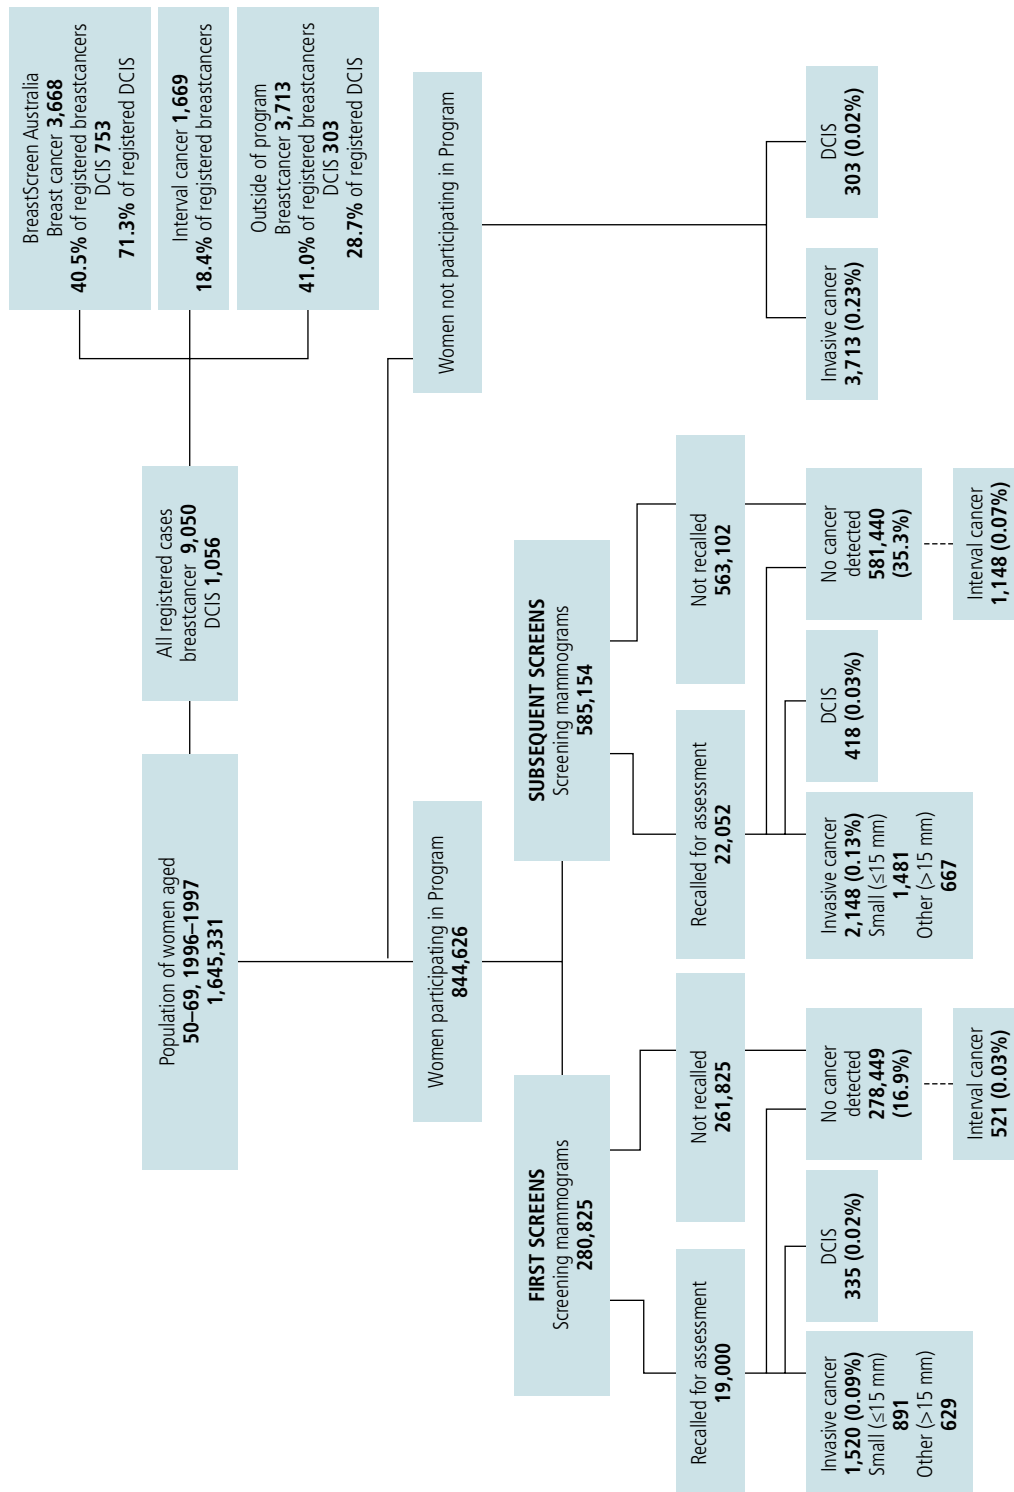 Population of women aged
50–69, 1996–1997
1,645,331
All registered cases
breastcancer 9,050
DCIS 1,056
BreastScreen Australia
Breast cancer 3,668
40.5% of registered breastcancers
DCIS 753
71.3% of registered DCIS
Interval cancer 1,669
18.4% of registered breastcancers
Outside of program
Breastcancer 3,713
41.0% of registered breastcancers
DCIS 303
28.7% of registered DCIS
Women participating in Program
844,626
Women not participating in Program
FIRST SCREENS
Screening mammograms
280,825
SUBSEQUENT SCREENS
Screening mammograms
585,154
Recalled for assessment
19,000
Not recalled
261,825
Recalled for assessment
22,052
Not recalled
563,102
Invasive cancer
1,520 (0.09%)
Small (≤15 mm)
891
Other (>15 mm)
629
DCIS
335 (0.02%)
No cancer
detected
278,449
(16.9%)
Invasive cancer
2,148 (0.13%)
Small (≤15 mm)
1,481
Other (>15 mm)
667
DCIS
418 (0.03%)
No cancer
detected
581,440
(35.3%)
Invasive cancer
3,713 (0.23%)
DCIS
303 (0.02%)
Interval cancer
521 (0.03%)
Interval cancer
1,148 (0.07%)